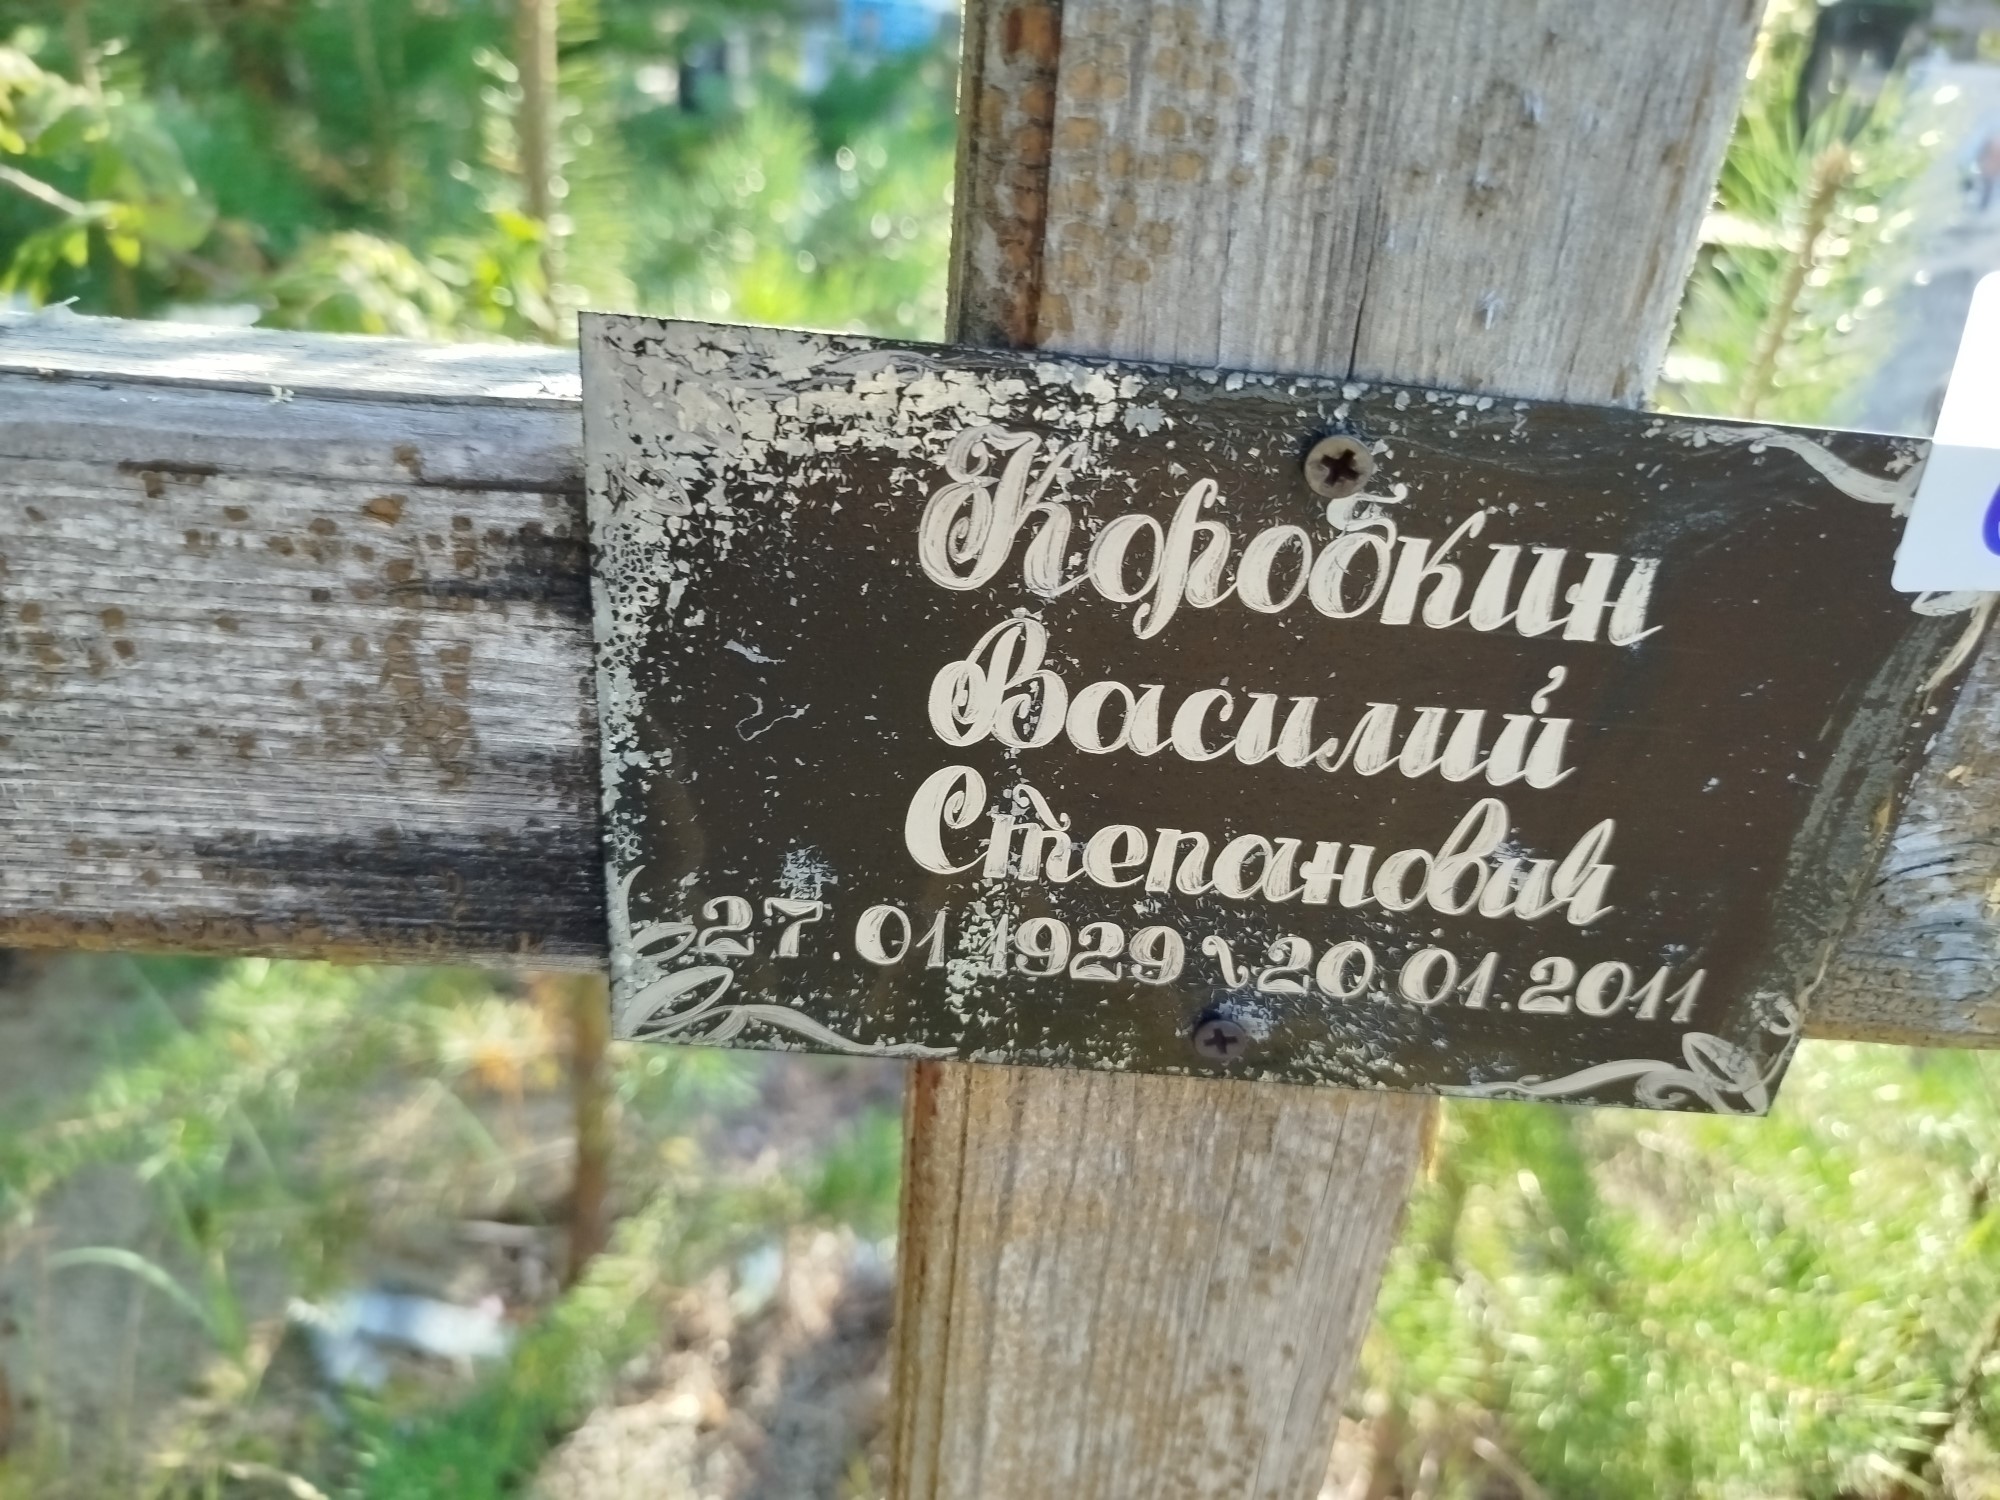 Коробкин
Василий
Степанович
27.01.1929 ~ 20.01.2011